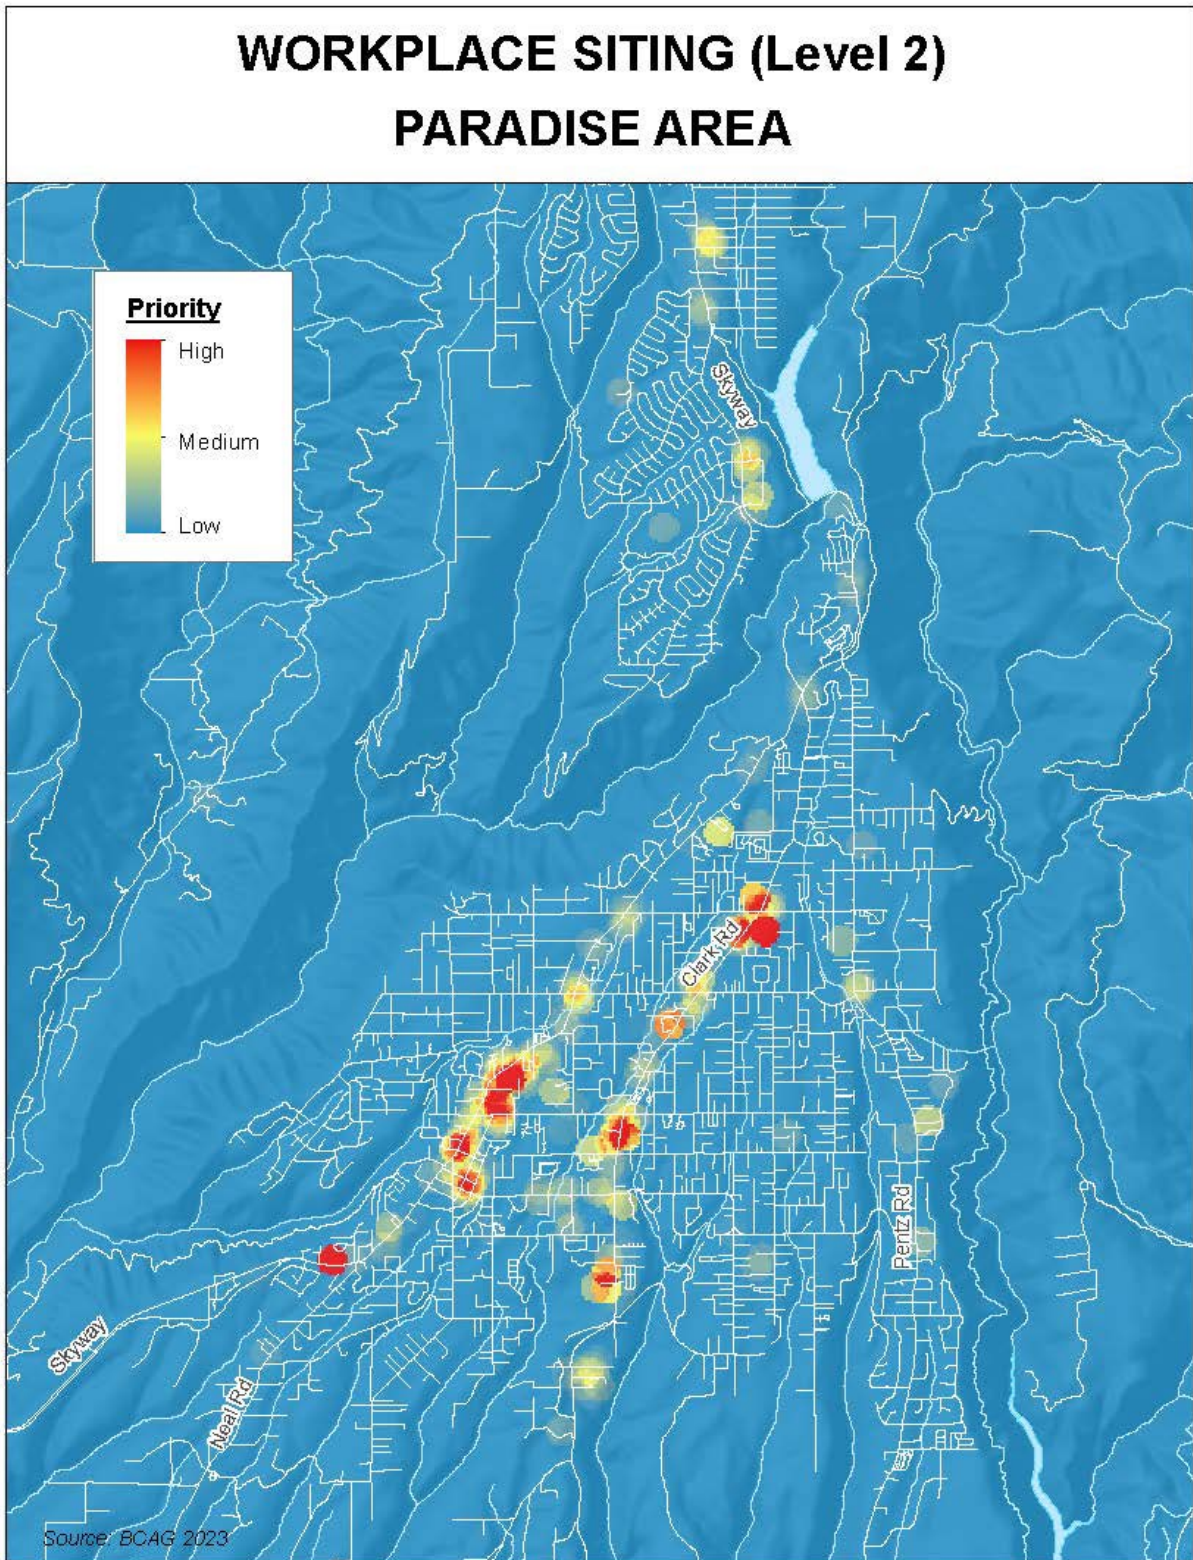 WORKPLACE SITING (Level 2)
PARADISE AREA
Priority
High
Medium
Low
Skyway
Clark Rd
Pentz Rd
Skyway
Neal Rd
Source: BCAG 2023